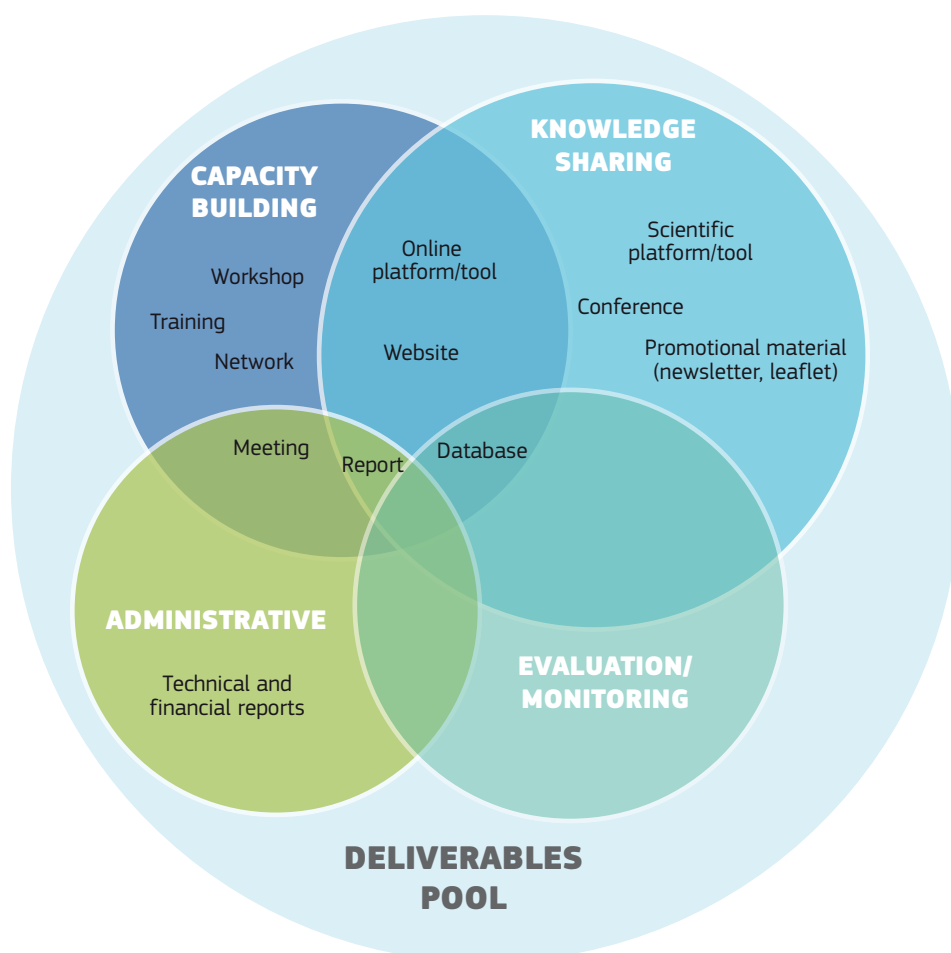 KNOWLEDGE
SHARING
CAPACITY
BUILDING
Scientific
platform/tool
Online
platform/tool
Workshop
Conference
Training
Promotional material
(newsletter, leaflet)
Website
Network
Meeting
Report
Database
ADMINISTRATIVE
EVALUATION/
MONITORING
Technical and
financial reports
DELIVERABLES
POOL